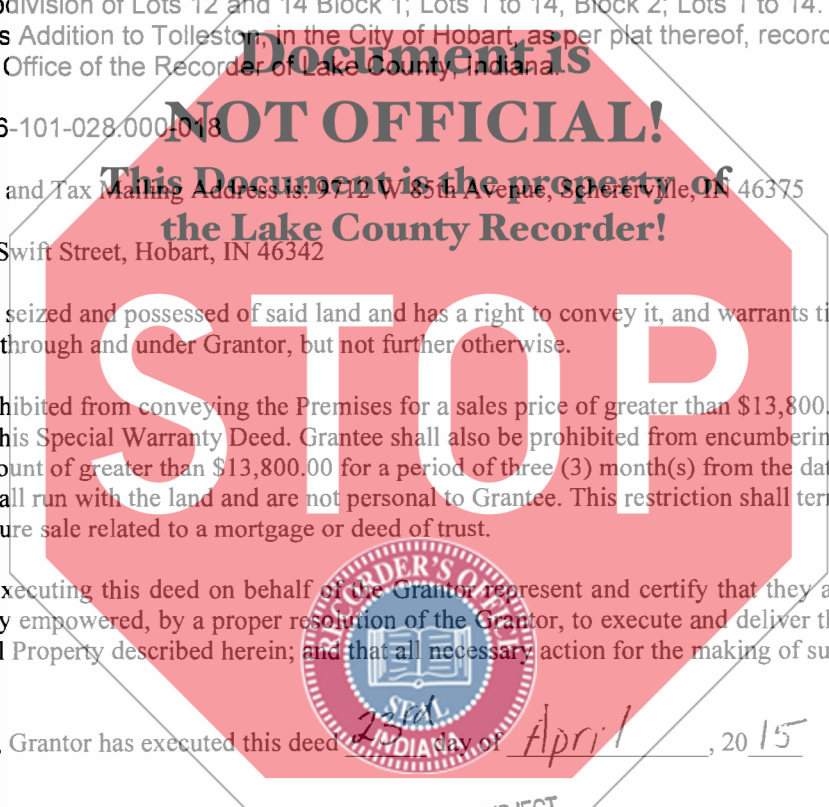 division of Lots 12 and 14 Block 1; Lots 1 to 14, Block 2; Lots 1 to 14.
s Addition to Tolleston, in the City of Hobart, as per plat thereof, record
Office of the Recorder of Lake County, Indiana.
Document is
NOT OFFICIAL!
6-101-028.000-018
This Document is the property of
the Lake County Recorder!
and Tax Mailing Address is: 9712 W 85th Avenue, Schererville, IN 46375
Swift Street, Hobart, IN 46342
STOP
seized and possessed of said land and has a right to convey it, and warrants ti
through and under Grantor, but not further otherwise.
hibited from conveying the Premises for a sales price of greater than $13,800.
his Special Warranty Deed. Grantee shall also be prohibited from encumberin
ount of greater than $13,800.00 for a period of three (3) month(s) from the dat
all run with the land and are not personal to Grantee. This restriction shall ter
ure sale related to a mortgage or deed of trust.
xecuting this deed on behalf of the Grantor represent and certify that they a
y empowered, by a proper resolution of the Grantor, to execute and deliver th
l Property described herein; and that all necessary action for the making of su
RECORDER'S OFFICE
SEAL
INDIANA
, Grantor has executed this deed 23rd day of April , 2015